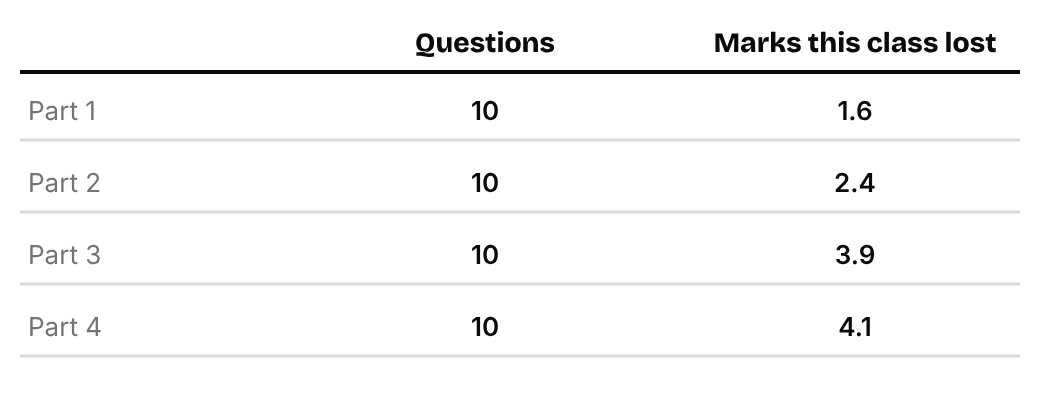 Questions Marks this class lost
Part 1 10 1.6
Part 2 10 2.4
Part 3 10 3.9
Part 4 10 4.1